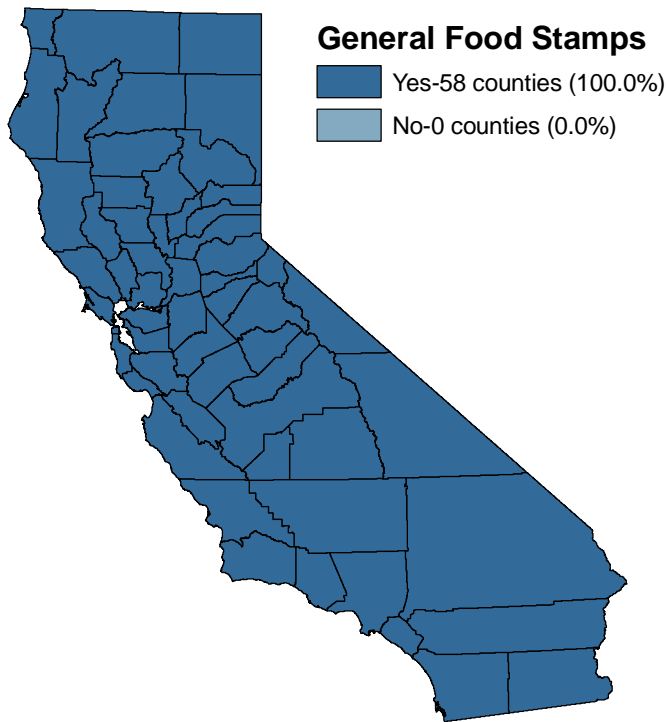 General Food Stamps
Yes-58 counties (100.0%)
No-0 counties (0.0%)